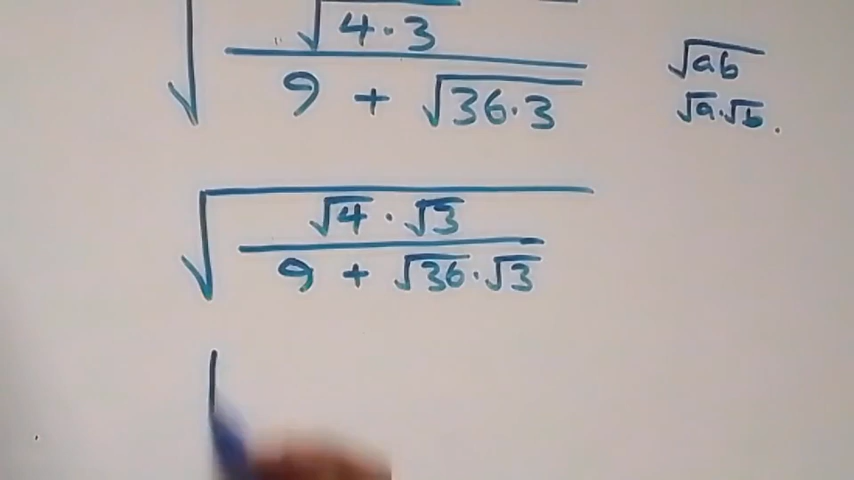 √(√(4·3) / (9 + √(36·3)))
√(ab)
√a·√b.
√((√4·√3) / (9 + √36·√3))